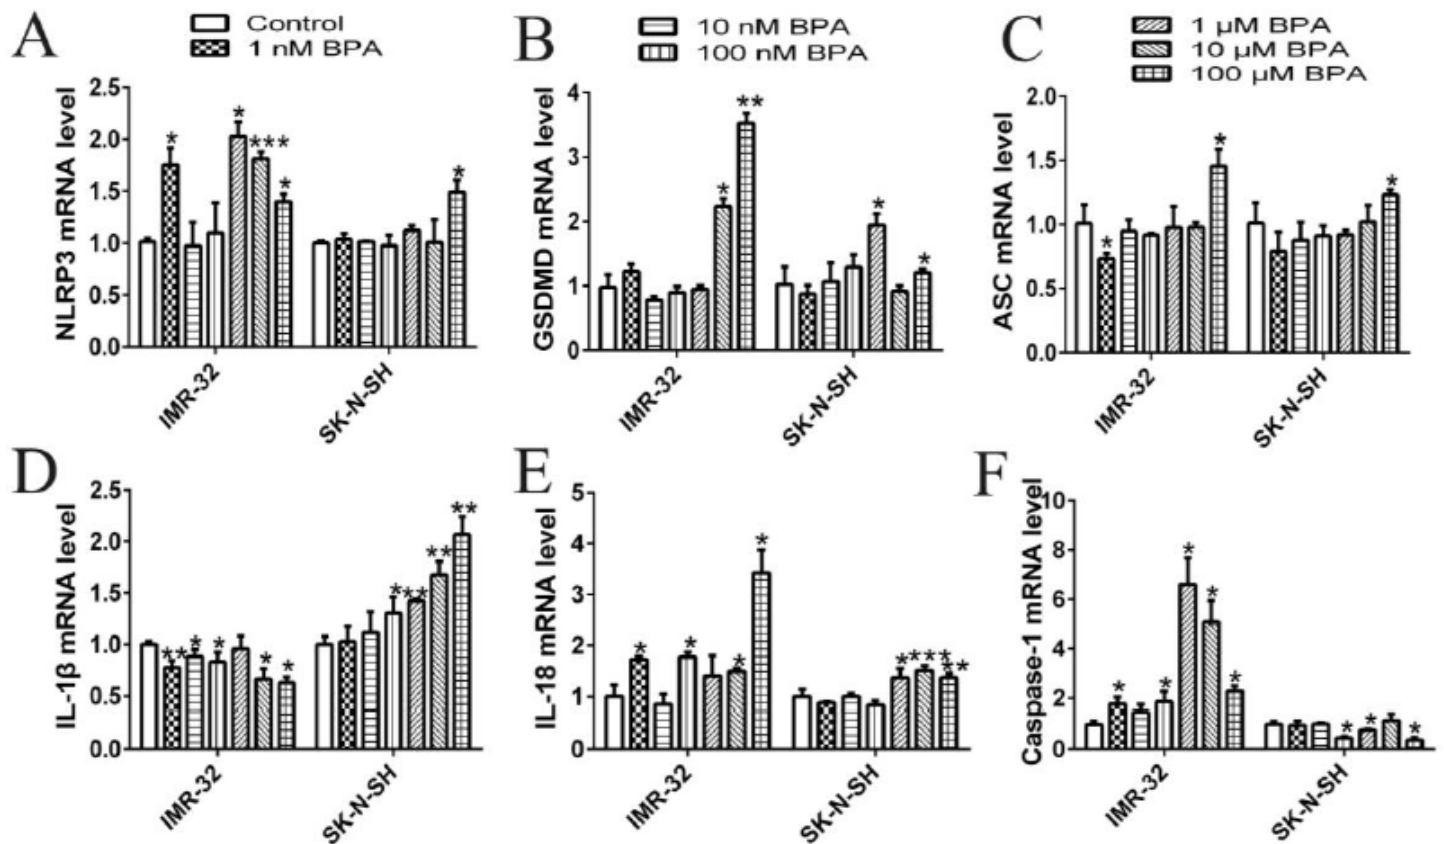 A
Control
1 nM BPA
NLRP3 mRNA level
2.5
2.0
1.5
1.0
0.5
0.0
*
*
***
*
*
IMR-32
SK-N-SH
B
10 nM BPA
100 nM BPA
GSDMD mRNA level
4
3
2
1
0
*
**
*
*
IMR-32
SK-N-SH
C
1 µM BPA
10 µM BPA
100 µM BPA
ASC mRNA level
2.0
1.5
1.0
0.5
0.0
*
*
*
IMR-32
SK-N-SH
D
IL-1β mRNA level
2.5
2.0
1.5
1.0
0.5
0.0
**
*
*
*
*
*
**
**
**
IMR-32
SK-N-SH
E
IL-18 mRNA level
5
4
3
2
1
0
*
*
*
*
*
***
**
IMR-32
SK-N-SH
F
Caspase-1 mRNA level
10
8
6
4
2
0
*
*
*
*
*
*
*
*
IMR-32
SK-N-SH